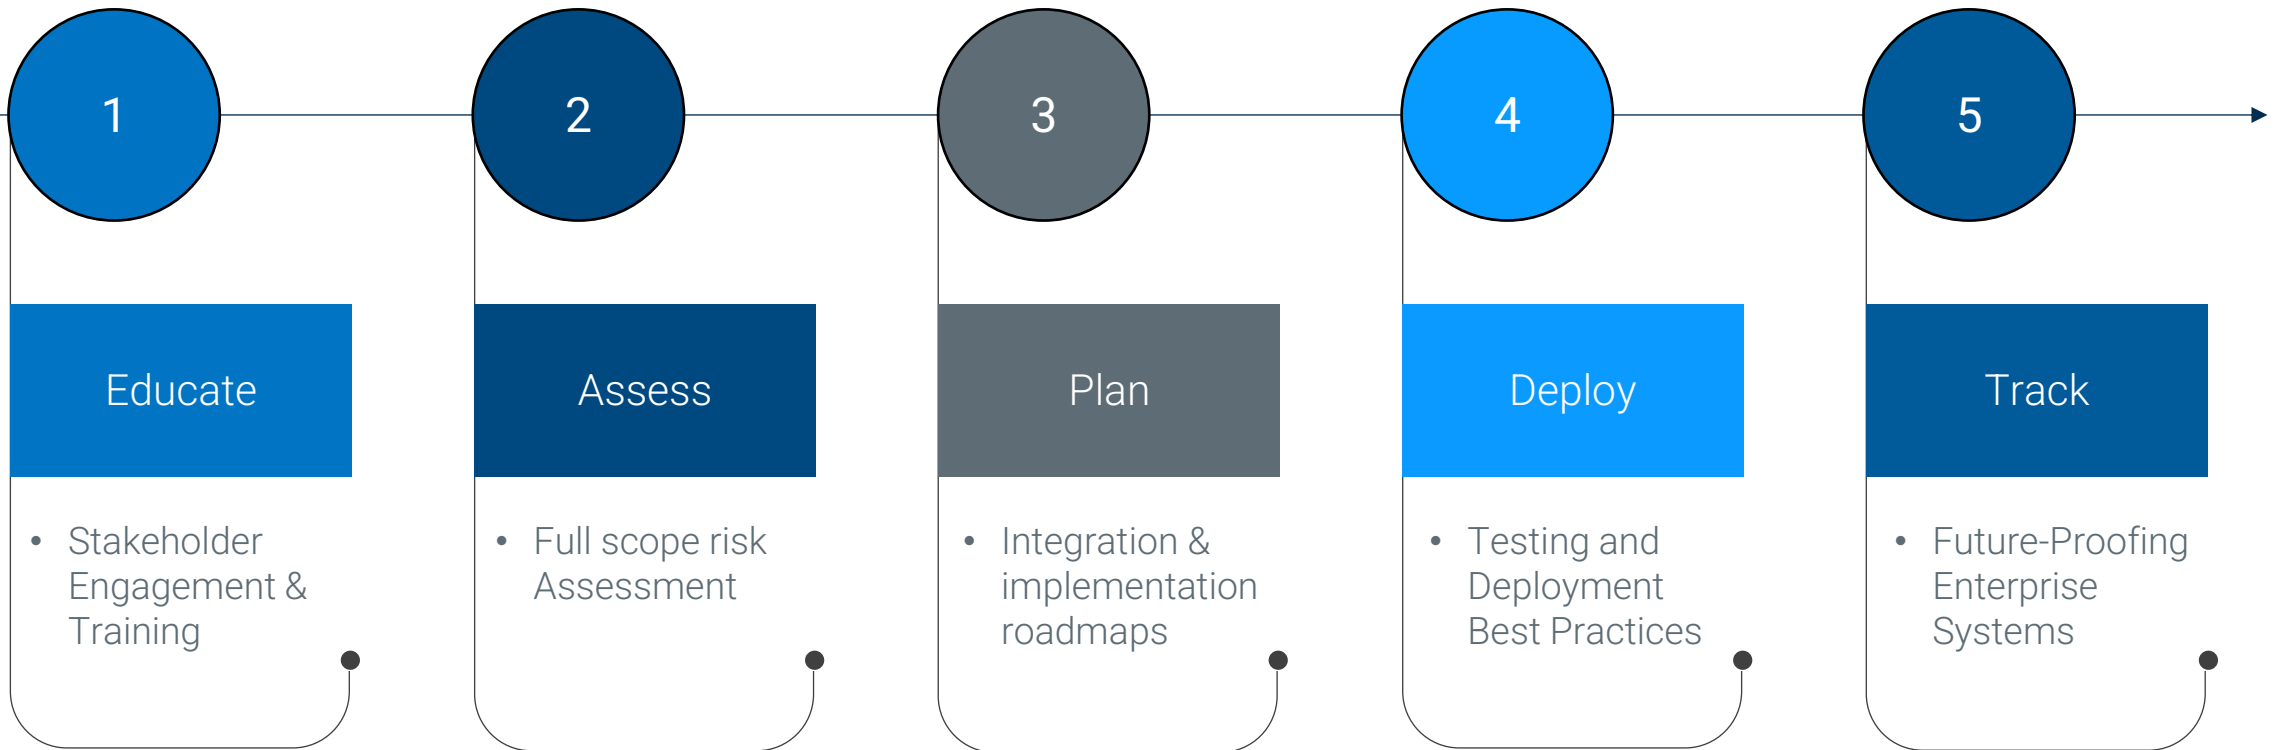 1
2
3
4
5
Educate
Assess
Plan
Deploy
Track
• Stakeholder
Engagement &
Training
• Full scope risk
Assessment
• Integration &
implementation
roadmaps
• Testing and
Deployment
Best Practices
• Future-Proofing
Enterprise
Systems